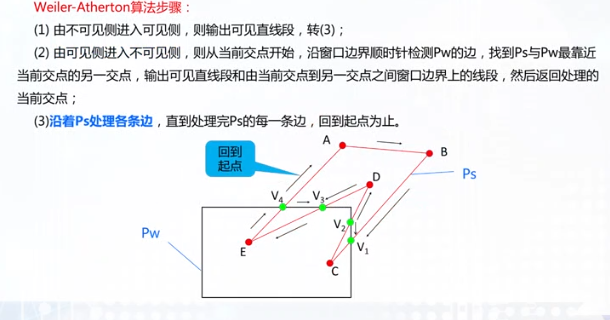 Weiler-Atherton算法步骤：
(1) 由不可见侧进入可见侧，则输出可见直线段，转(3)；
(2) 由可见侧进入不可见侧，则从当前交点开始，沿窗口边界顺时针检测Pw的边，找到Ps与Pw最靠近
当前交点的另一交点，输出可见直线段和由当前交点到另一交点之间窗口边界上的线段，然后返回处理的
当前交点；
(3)沿着Ps处理各条边，直到处理完Ps的每一条边，回到起点为止。
回到
起点
A
B
Ps
D
V4
V3
V2
V1
Pw
E
C